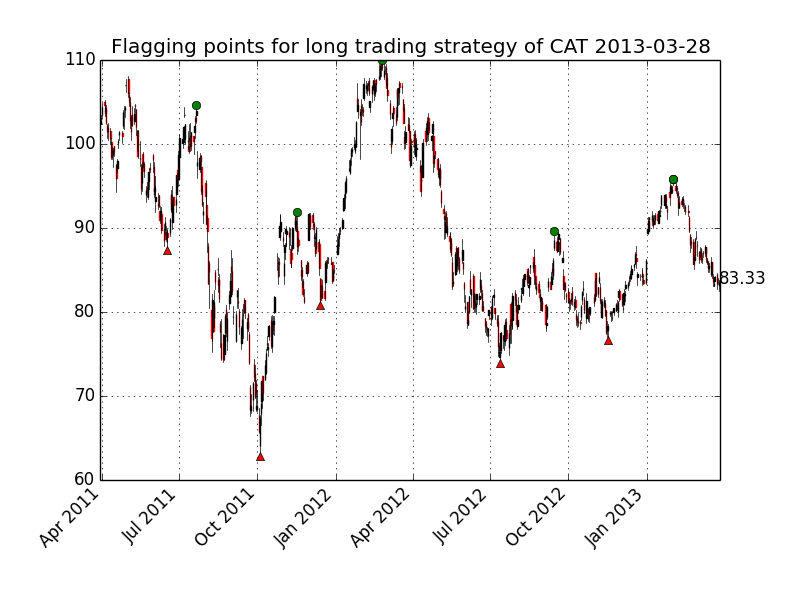 Flagging points for long trading strategy of CAT 2013-03-28
110
100
90
80
70
60
83.33
Apr 2011
Jul 2011
Oct 2011
Jan 2012
Apr 2012
Jul 2012
Oct 2012
Jan 2013